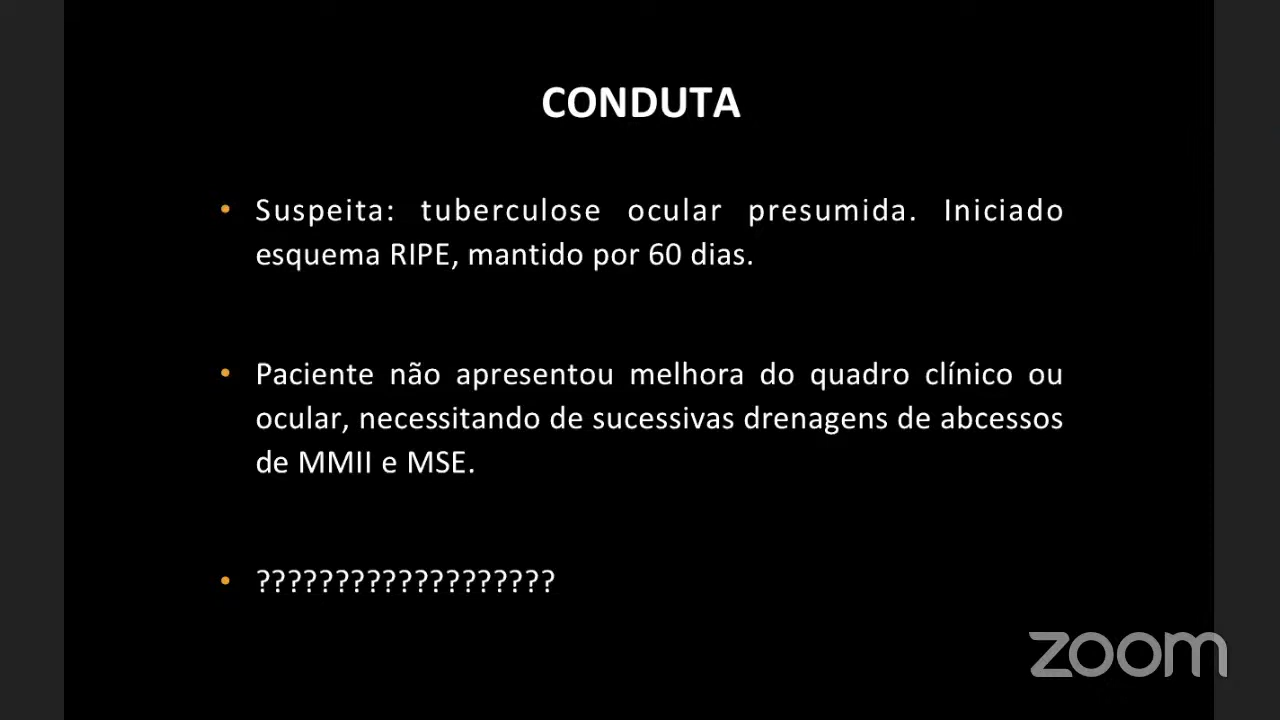 CONDUTA
• Suspeita: tuberculose ocular presumida. Iniciado
esquema RIPE, mantido por 60 dias.
• Paciente não apresentou melhora do quadro clínico ou
ocular, necessitando de sucessivas drenagens de abcessos
de MMII e MSE.
• ???????????????????
zoom